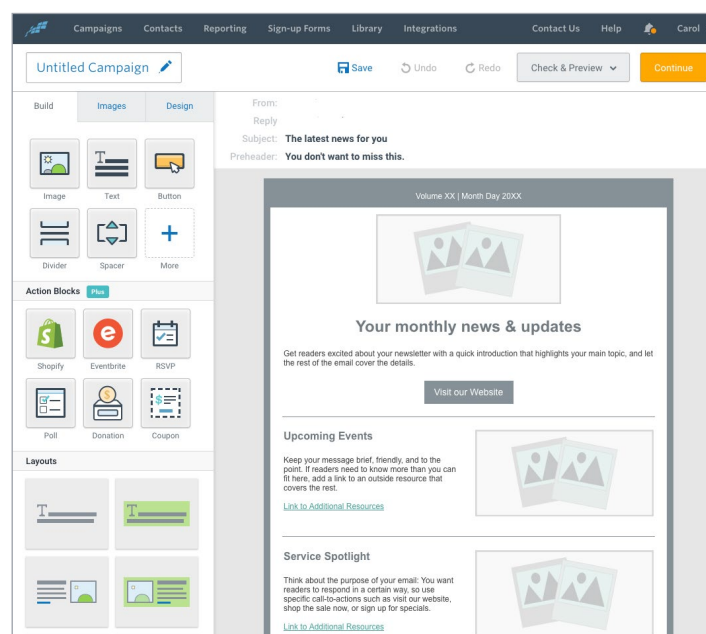 Campaigns Contacts Reporting Sign-up Forms Library Integrations Contact Us Help Carol
Untitled Campaign Save Undo Redo Check & Preview Continue
Build Images Design
From:
Reply
Subject: The latest news for you
Preheader: You don't want to miss this.
Image Text Button
Divider Spacer More
Action Blocks Plus
Shopify Eventbrite RSVP
Poll Donation Coupon
Layouts
Volume XX | Month Day 20XX
Your monthly news & updates
Get readers excited about your newsletter with a quick introduction that highlights your main topic, and let
the rest of the email cover the details.
Visit our Website
Upcoming Events
Keep your message brief, friendly, and to the
point. If readers need to know more than you can
fit here, add a link to an outside resource that
covers the rest.
Link to Additional Resources
Service Spotlight
Think about the purpose of your email: You want
readers to respond in a certain way, so use
specific call-to-actions such as visit our website,
shop the sale now, or sign up for specials.
Link to Additional Resources